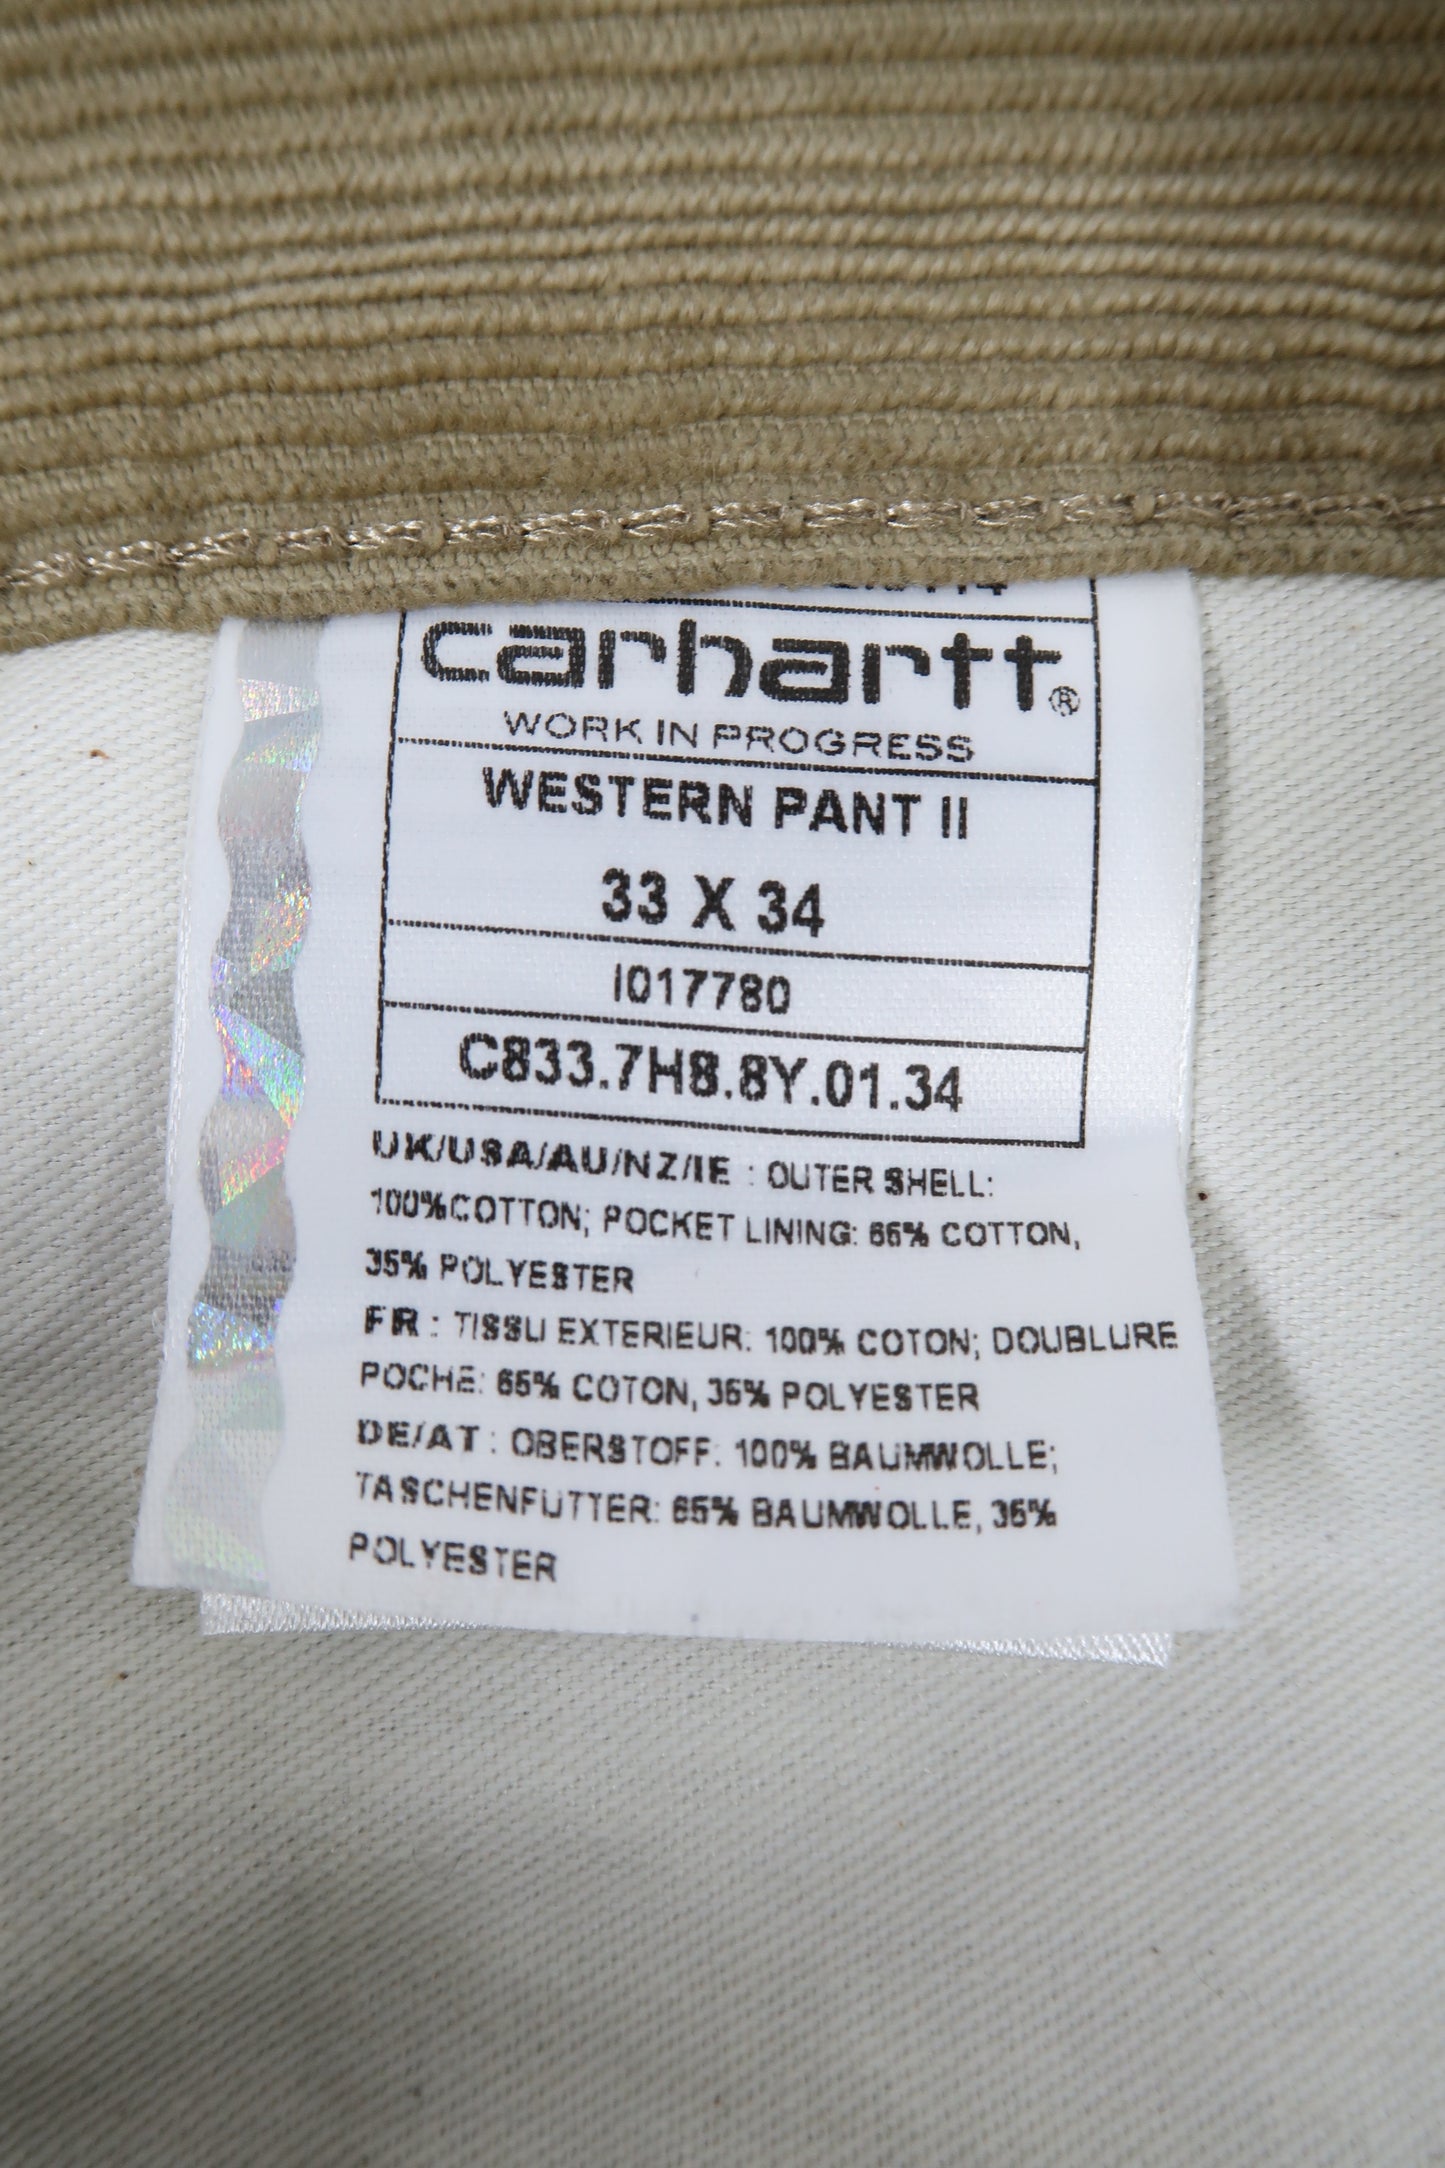 carhartt®
WORK IN PROGRESS
WESTERN PANT II
33 X 34
I017780
C833.7H8.8Y.01.34
UK/USA/AU/NZ/IE : OUTER SHELL:
100%COTTON; POCKET LINING: 65% COTTON,
35% POLYESTER
FR : TISSU EXTERIEUR: 100% COTON; DOUBLURE
POCHE: 65% COTON, 35% POLYESTER
DE/AT : OBERSTOFF: 100% BAUMWOLLE;
TASCHENFUTTER: 65% BAUMWOLLE, 35%
POLYESTER